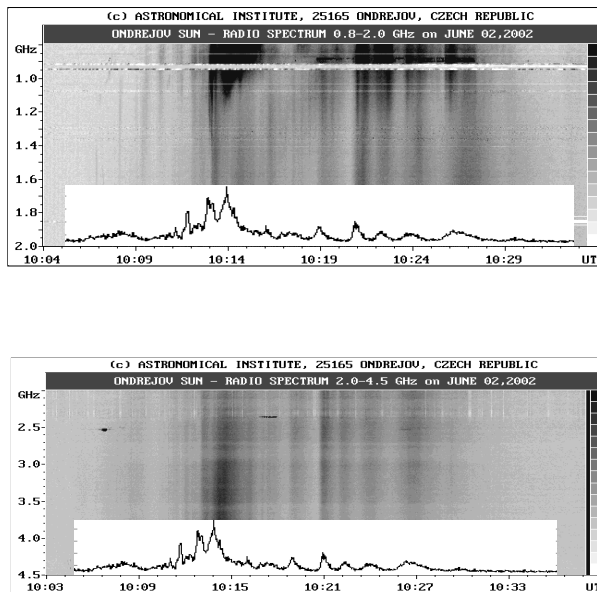 (c) ASTRONOMICAL INSTITUTE, 25165 ONDREJOV, CZECH REPUBLIC
ONDREJOV SUN - RADIO SPECTRUM 0.8-2.0 GHz on JUNE 02,2002
GHz
1.0
1.2
1.4
1.6
1.8
2.0
10:04 10:09 10:14 10:19 10:24 10:29 UT
(c) ASTRONOMICAL INSTITUTE, 25165 ONDREJOV, CZECH REPUBLIC
ONDREJOV SUN - RADIO SPECTRUM 2.0-4.5 GHz on JUNE 02,2002
GHz
2.5
3.0
3.5
4.0
4.5
10:03 10:09 10:15 10:21 10:27 10:33 UT